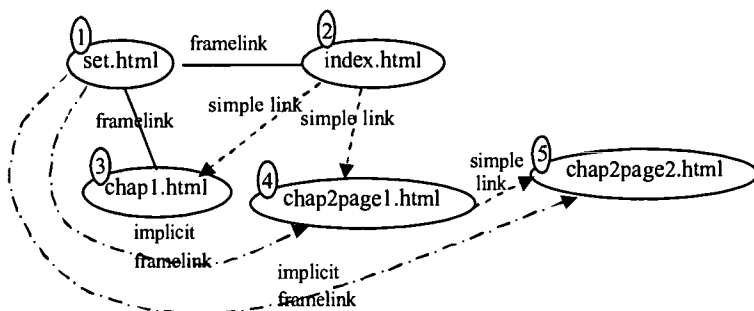 1
set.html
framelink
2
index.html
framelink
simple link
simple link
3
chap1.html
4
chap2page1.html
simple
link
5
chap2page2.html
implicit
framelink
implicit
framelink